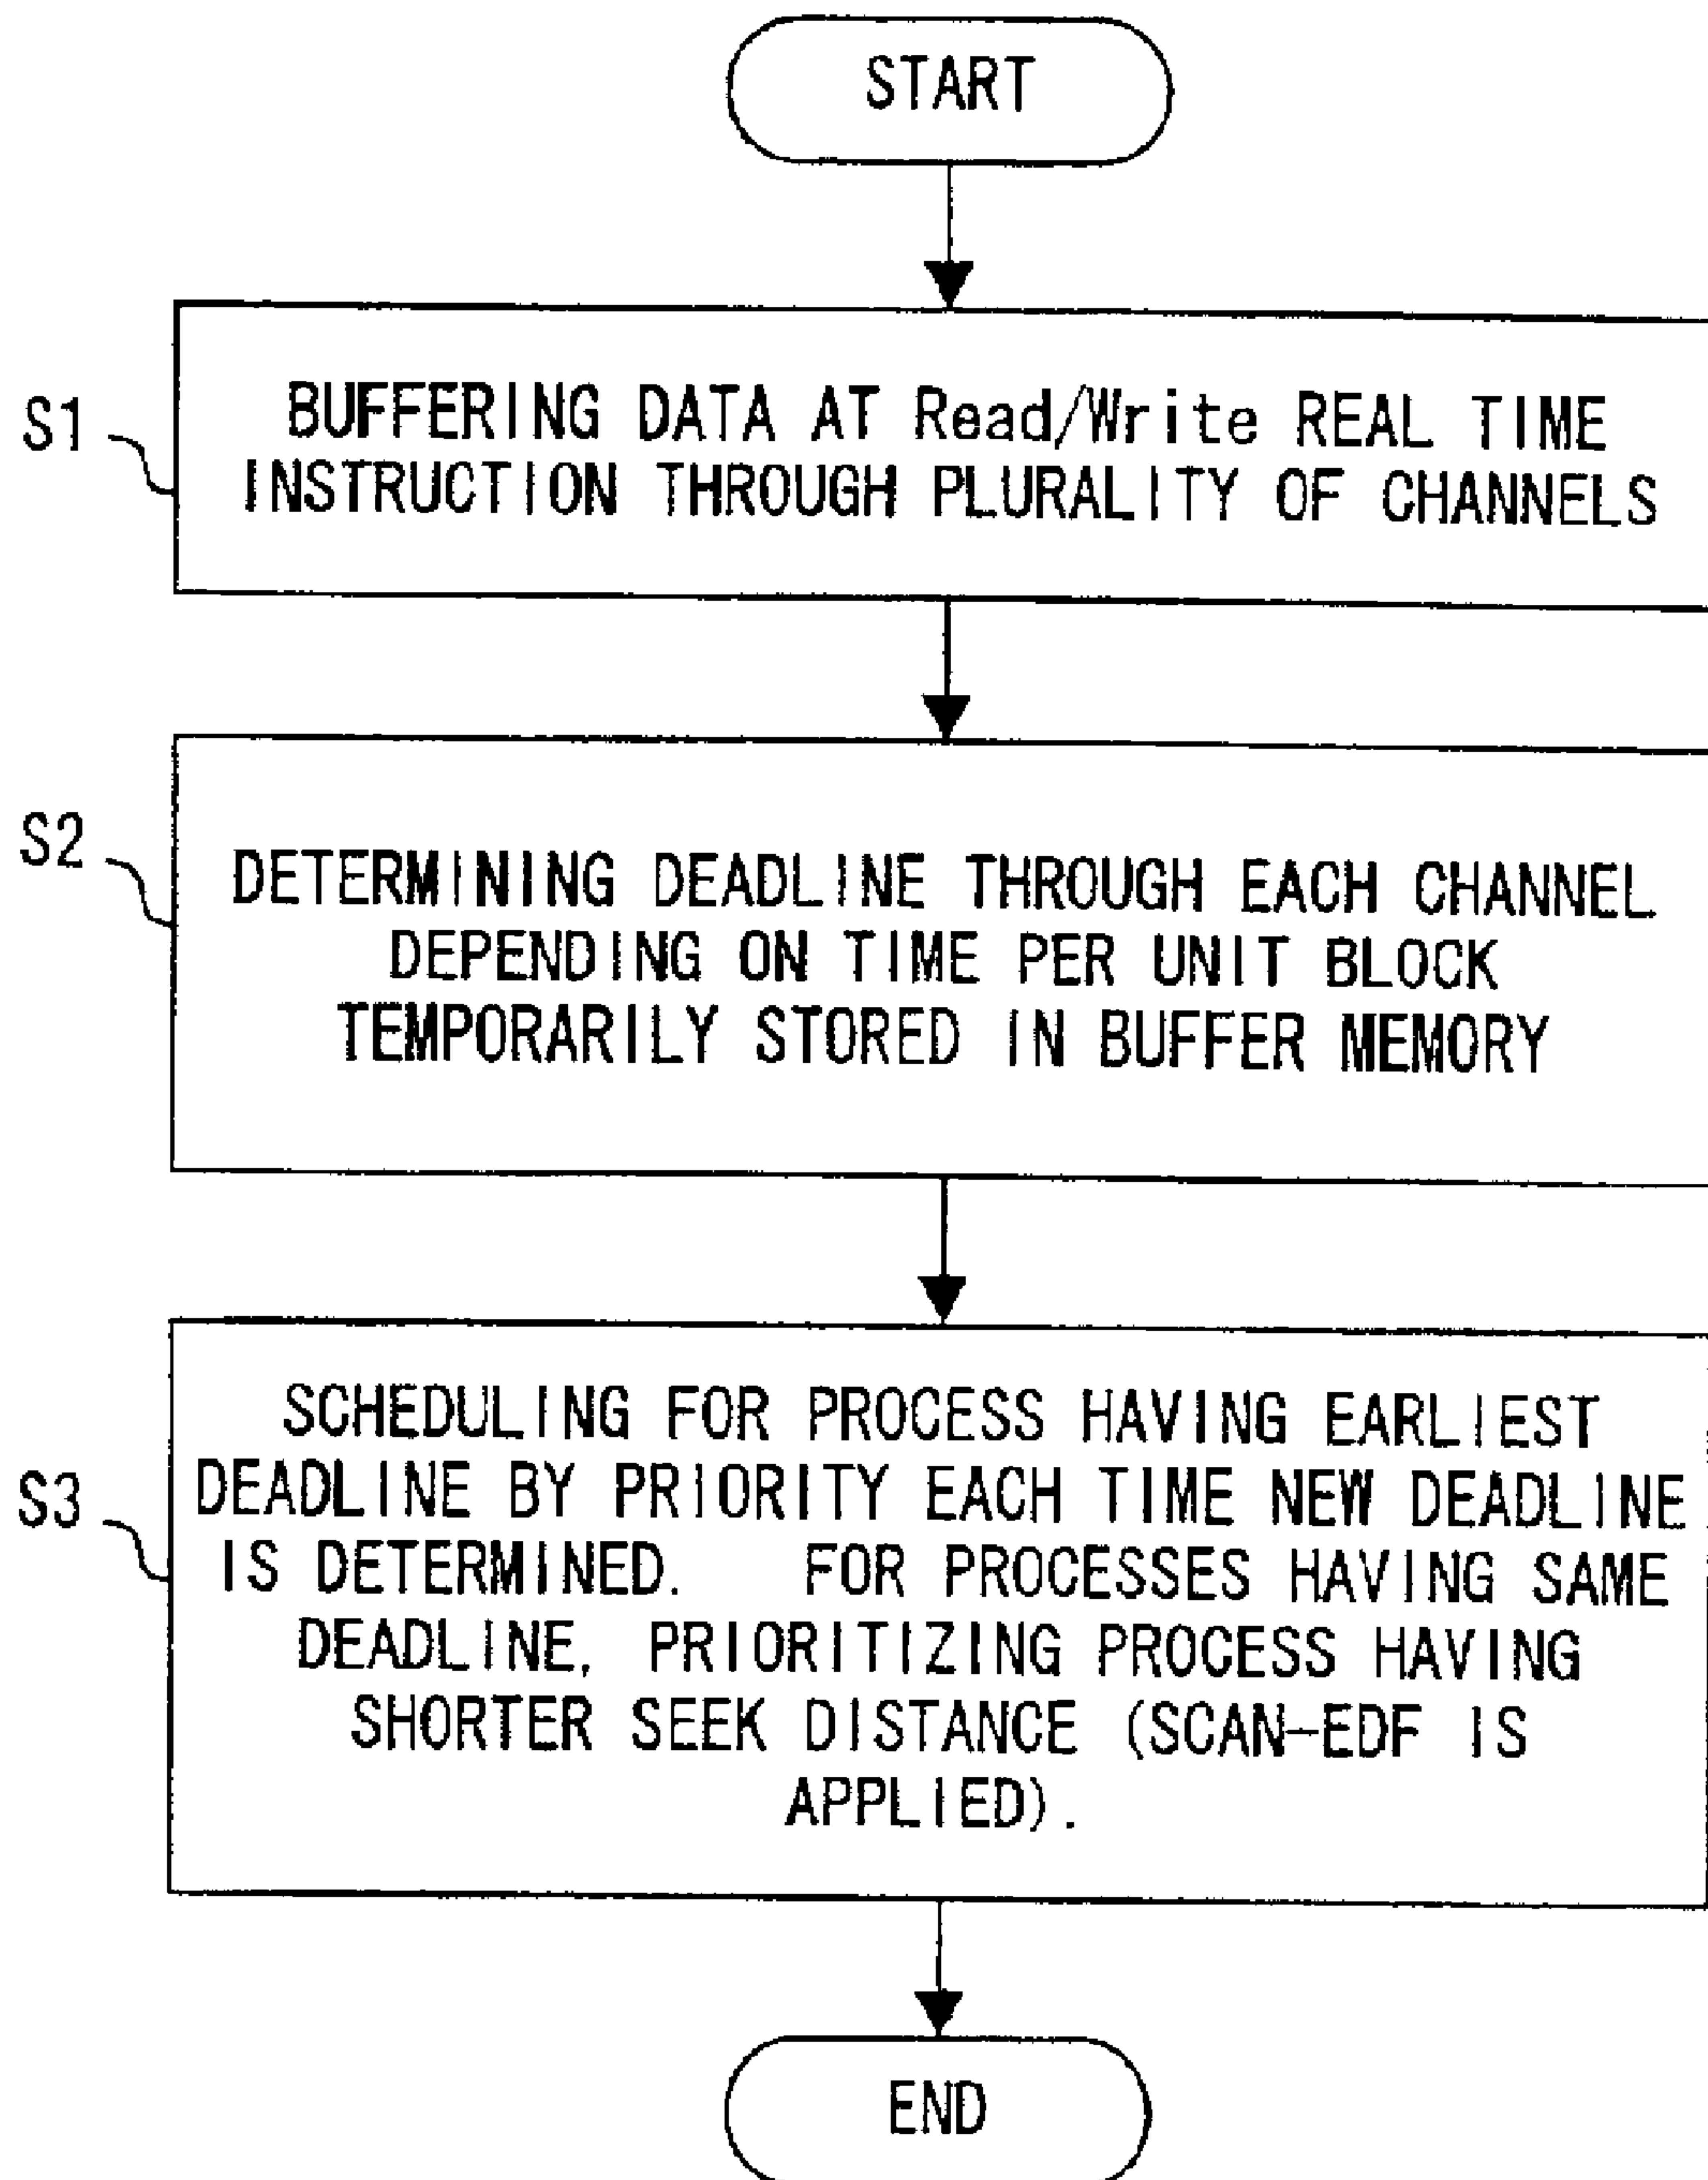 START
S1
BUFFERING DATA AT Read/Write REAL TIME
INSTRUCTION THROUGH PLURALITY OF CHANNELS
S2
DETERMINING DEADLINE THROUGH EACH CHANNEL
DEPENDING ON TIME PER UNIT BLOCK
TEMPORARILY STORED IN BUFFER MEMORY
S3
SCHEDULING FOR PROCESS HAVING EARLIEST
DEADLINE BY PRIORITY EACH TIME NEW DEADLINE
IS DETERMINED. FOR PROCESSES HAVING SAME
DEADLINE, PRIORITIZING PROCESS HAVING
SHORTER SEEK DISTANCE (SCAN-EDF IS
APPLIED).
END